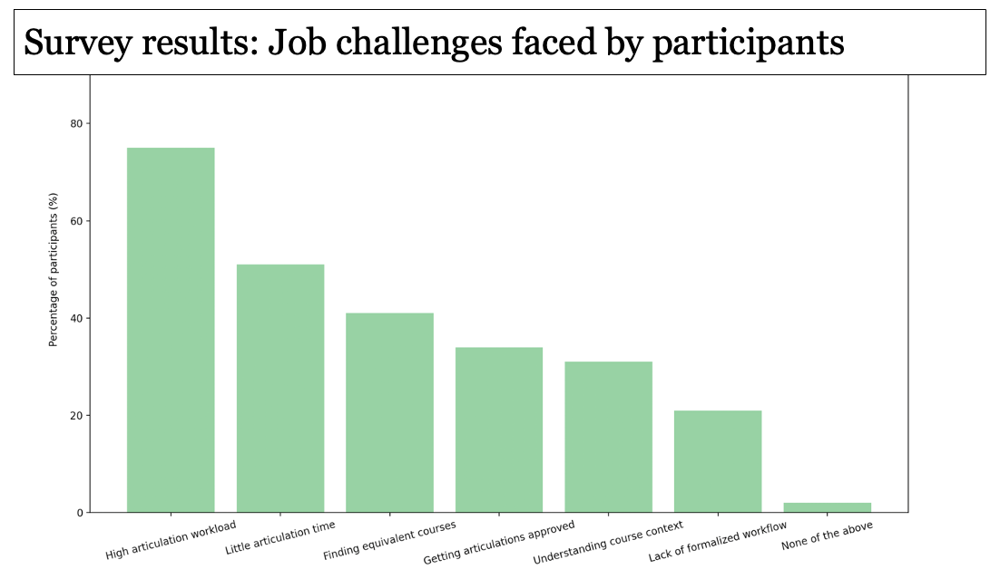 Survey results: Job challenges faced by participants
80
60
40
20
0
Percentage of participants (%)
High articulation workload
Little articulation time
Finding equivalent courses
Getting articulations approved
Understanding course context
Lack of formalized workflow
None of the above